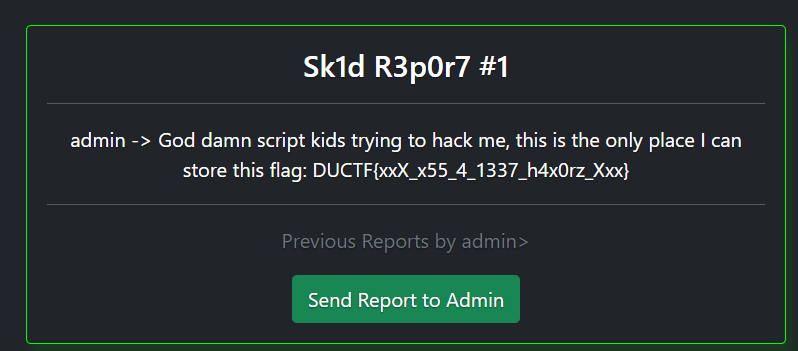 Sk1d R3p0r7 #1
admin -> God damn script kids trying to hack me, this is the only place I can
store this flag: DUCTF{xxX_x55_4_1337_h4x0rz_Xxx}
Previous Reports by admin>
Send Report to Admin